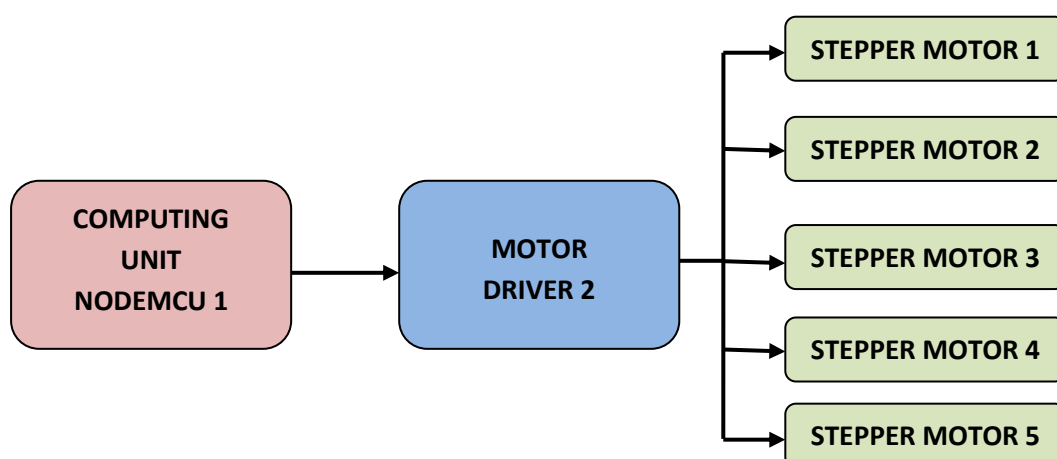 COMPUTING
UNIT
NODEMCU 1
MOTOR
DRIVER 2
STEPPER MOTOR 1
STEPPER MOTOR 2
STEPPER MOTOR 3
STEPPER MOTOR 4
STEPPER MOTOR 5